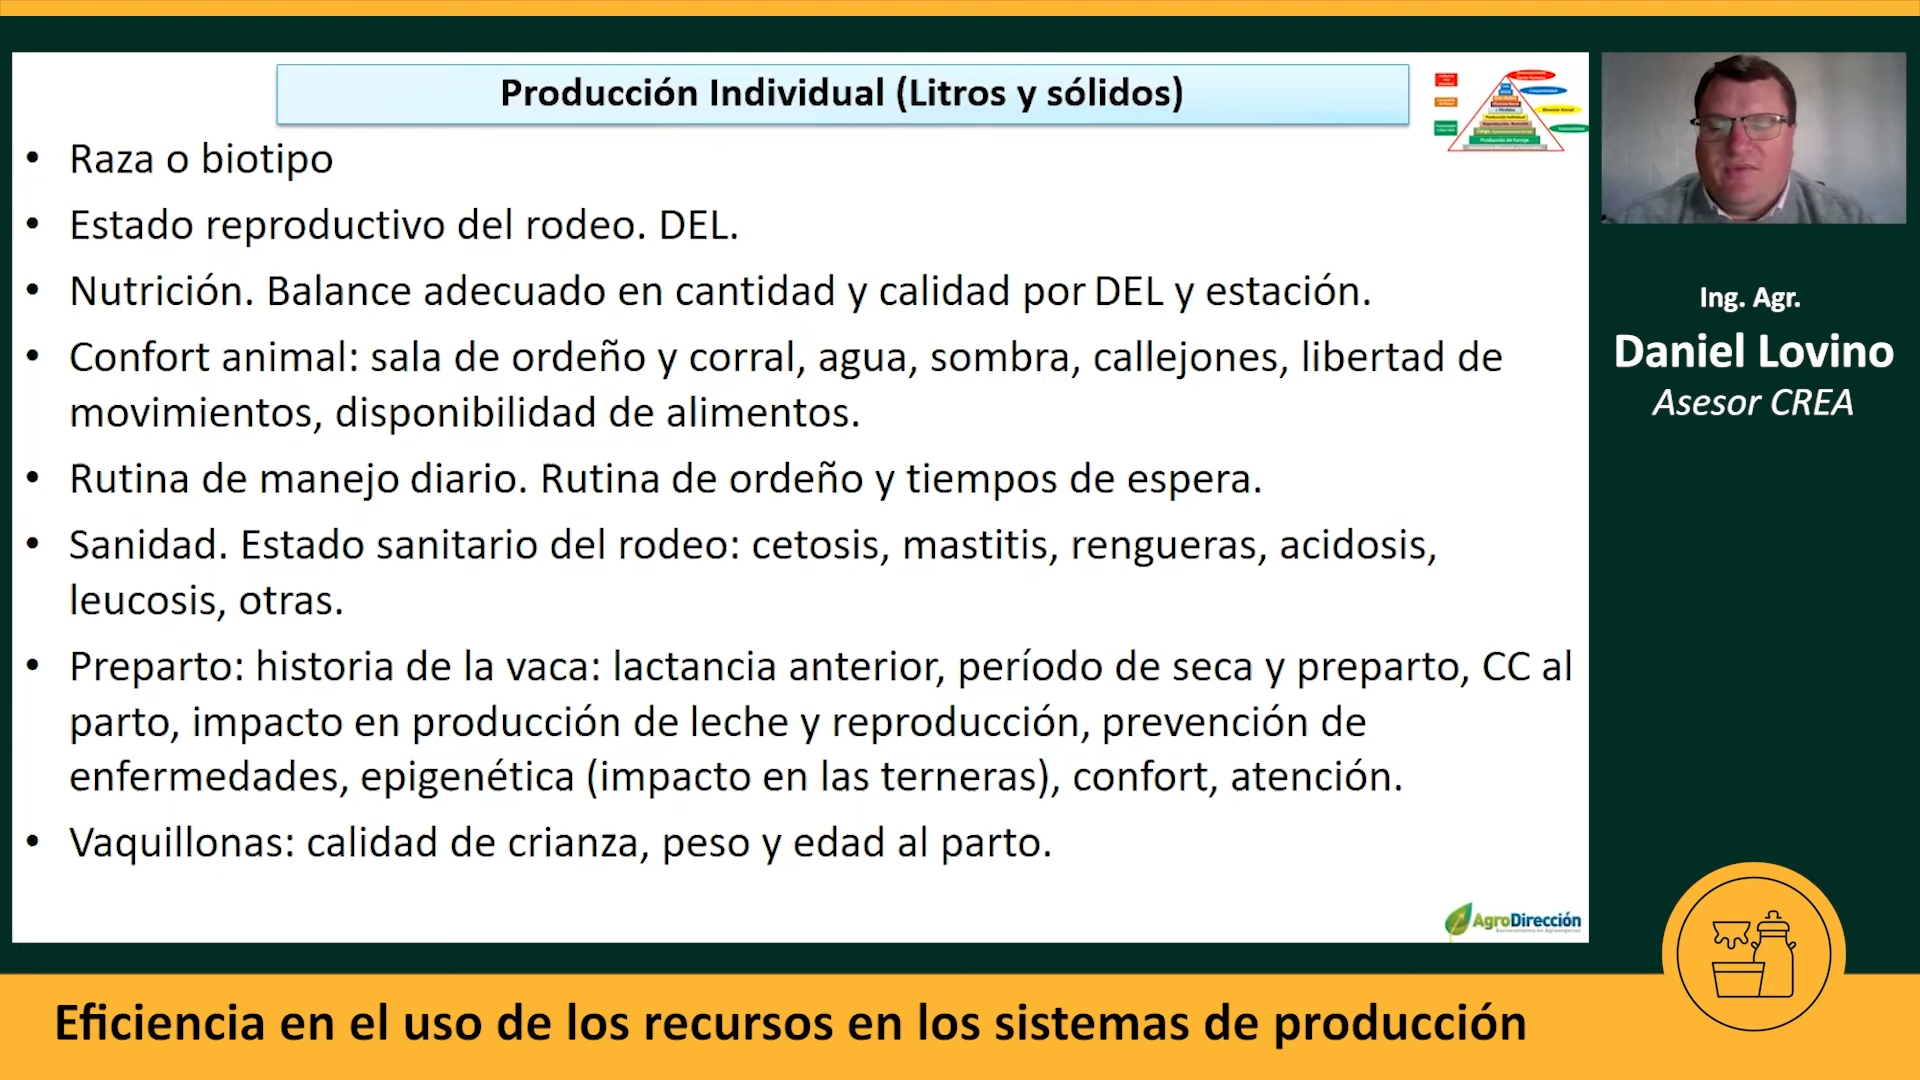 Producción Individual (Litros y sólidos)
• Raza o biotipo
• Estado reproductivo del rodeo. DEL.
• Nutrición. Balance adecuado en cantidad y calidad por DEL y estación.
• Confort animal: sala de ordeño y corral, agua, sombra, callejones, libertad de
movimientos, disponibilidad de alimentos.
• Rutina de manejo diario. Rutina de ordeño y tiempos de espera.
• Sanidad. Estado sanitario del rodeo: cetosis, mastitis, rengueras, acidosis,
leucosis, otras.
• Preparto: historia de la vaca: lactancia anterior, período de seca y preparto, CC al
parto, impacto en producción de leche y reproducción, prevención de
enfermedades, epigenética (impacto en las terneras), confort, atención.
• Vaquillonas: calidad de crianza, peso y edad al parto.
AgroDirección
Ing. Agr.
Daniel Lovino
Asesor CREA
Eficiencia en el uso de los recursos en los sistemas de producción